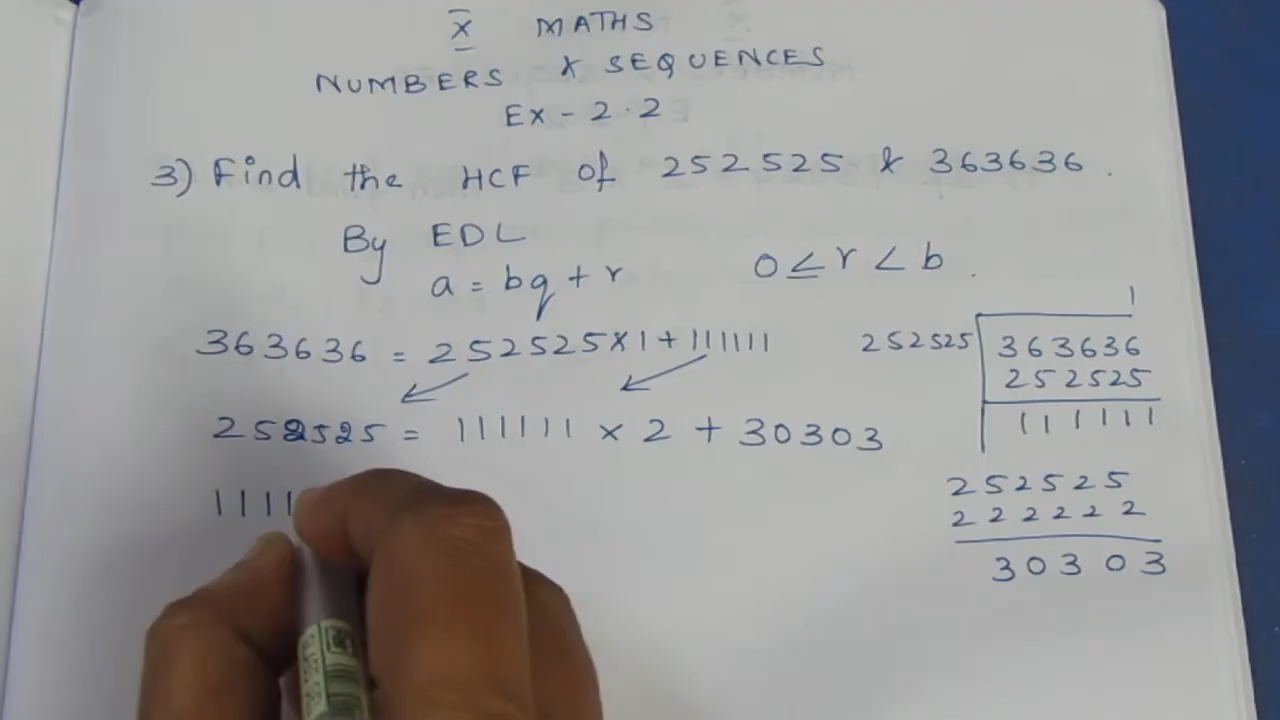 X MATHS
NUMBERS & SEQUENCES
Ex - 2.2
3) Find the HCF of 252525 & 363636.
By EDL
a = bq + r 0 ≤ r < b.
363636 = 252525 × 1 + 111111
252525 = 111111 × 2 + 30303
1111
1
252525 363636
252525
111111
252525
222222
30303